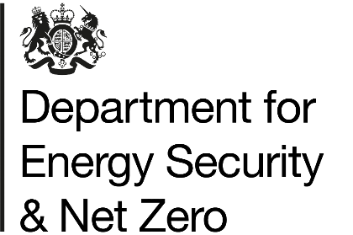 Department for
Energy Security
& Net Zero